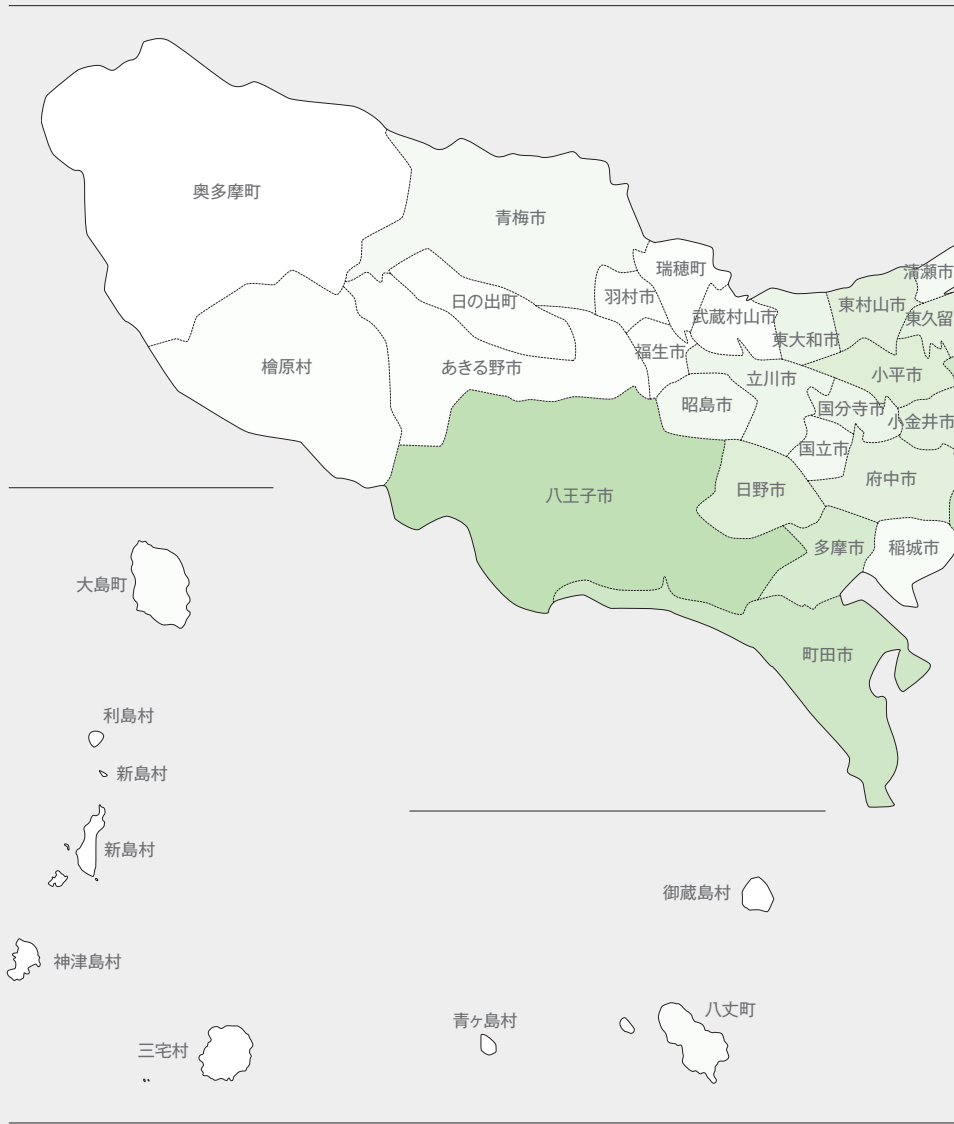 奥多摩町
青梅市
瑞穂町
清瀬市
羽村市
日の出町
東村山市
武蔵村山市
東久留
東大和市
福生市
檜原村
あきる野市
立川市
小平市
昭島市
国分寺市
小金井市
国立市
府中市
八王子市
日野市
多摩市
稲城市
町田市
大島町
利島村
新島村
新島村
神津島村
三宅村
御蔵島村
青ヶ島村
八丈町